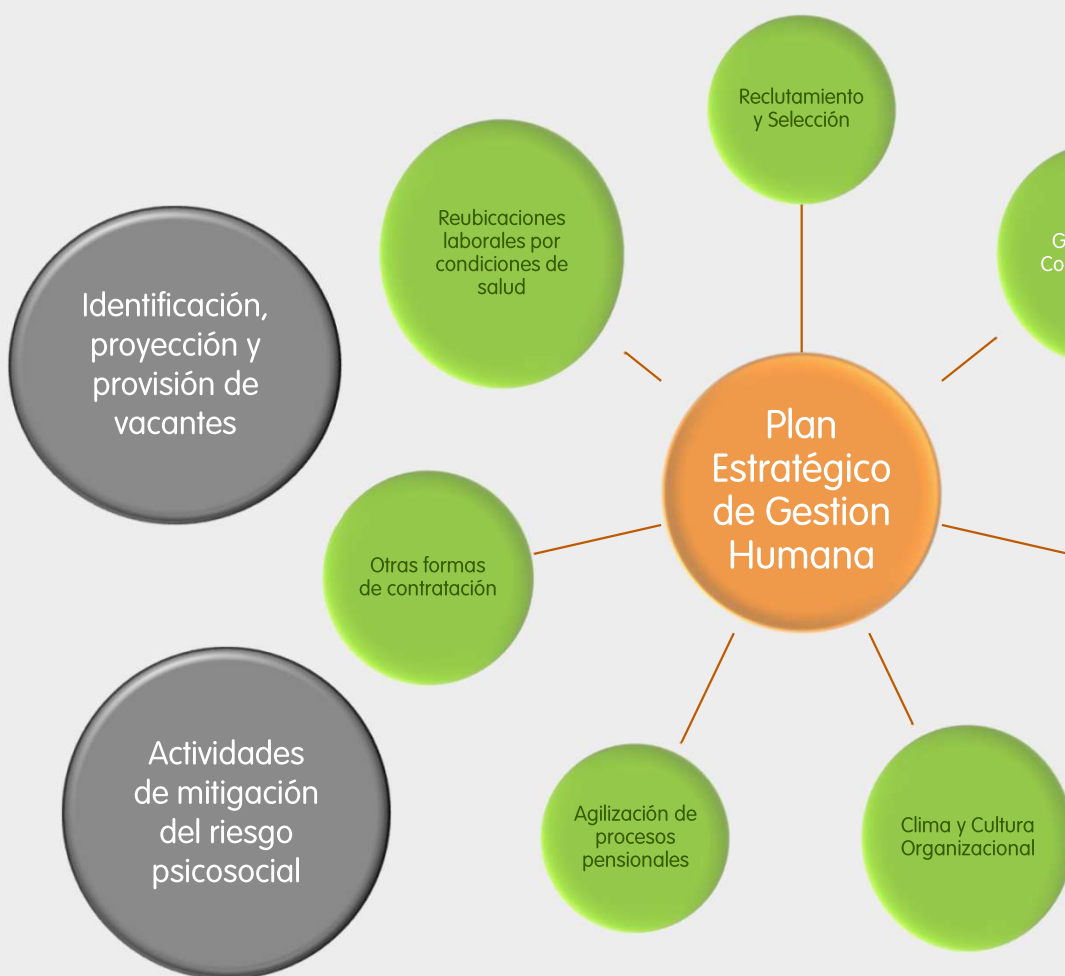 Reclutamiento
y Selección
Reubicaciones
laborales por
condiciones de
salud
Identificación,
proyección y
provisión de
vacantes
Plan
Estratégico
de Gestion
Humana
Otras formas
de contratación
Actividades
de mitigación
del riesgo
psicosocial
Agilización de
procesos
pensionales
Clima y Cultura
Organizacional